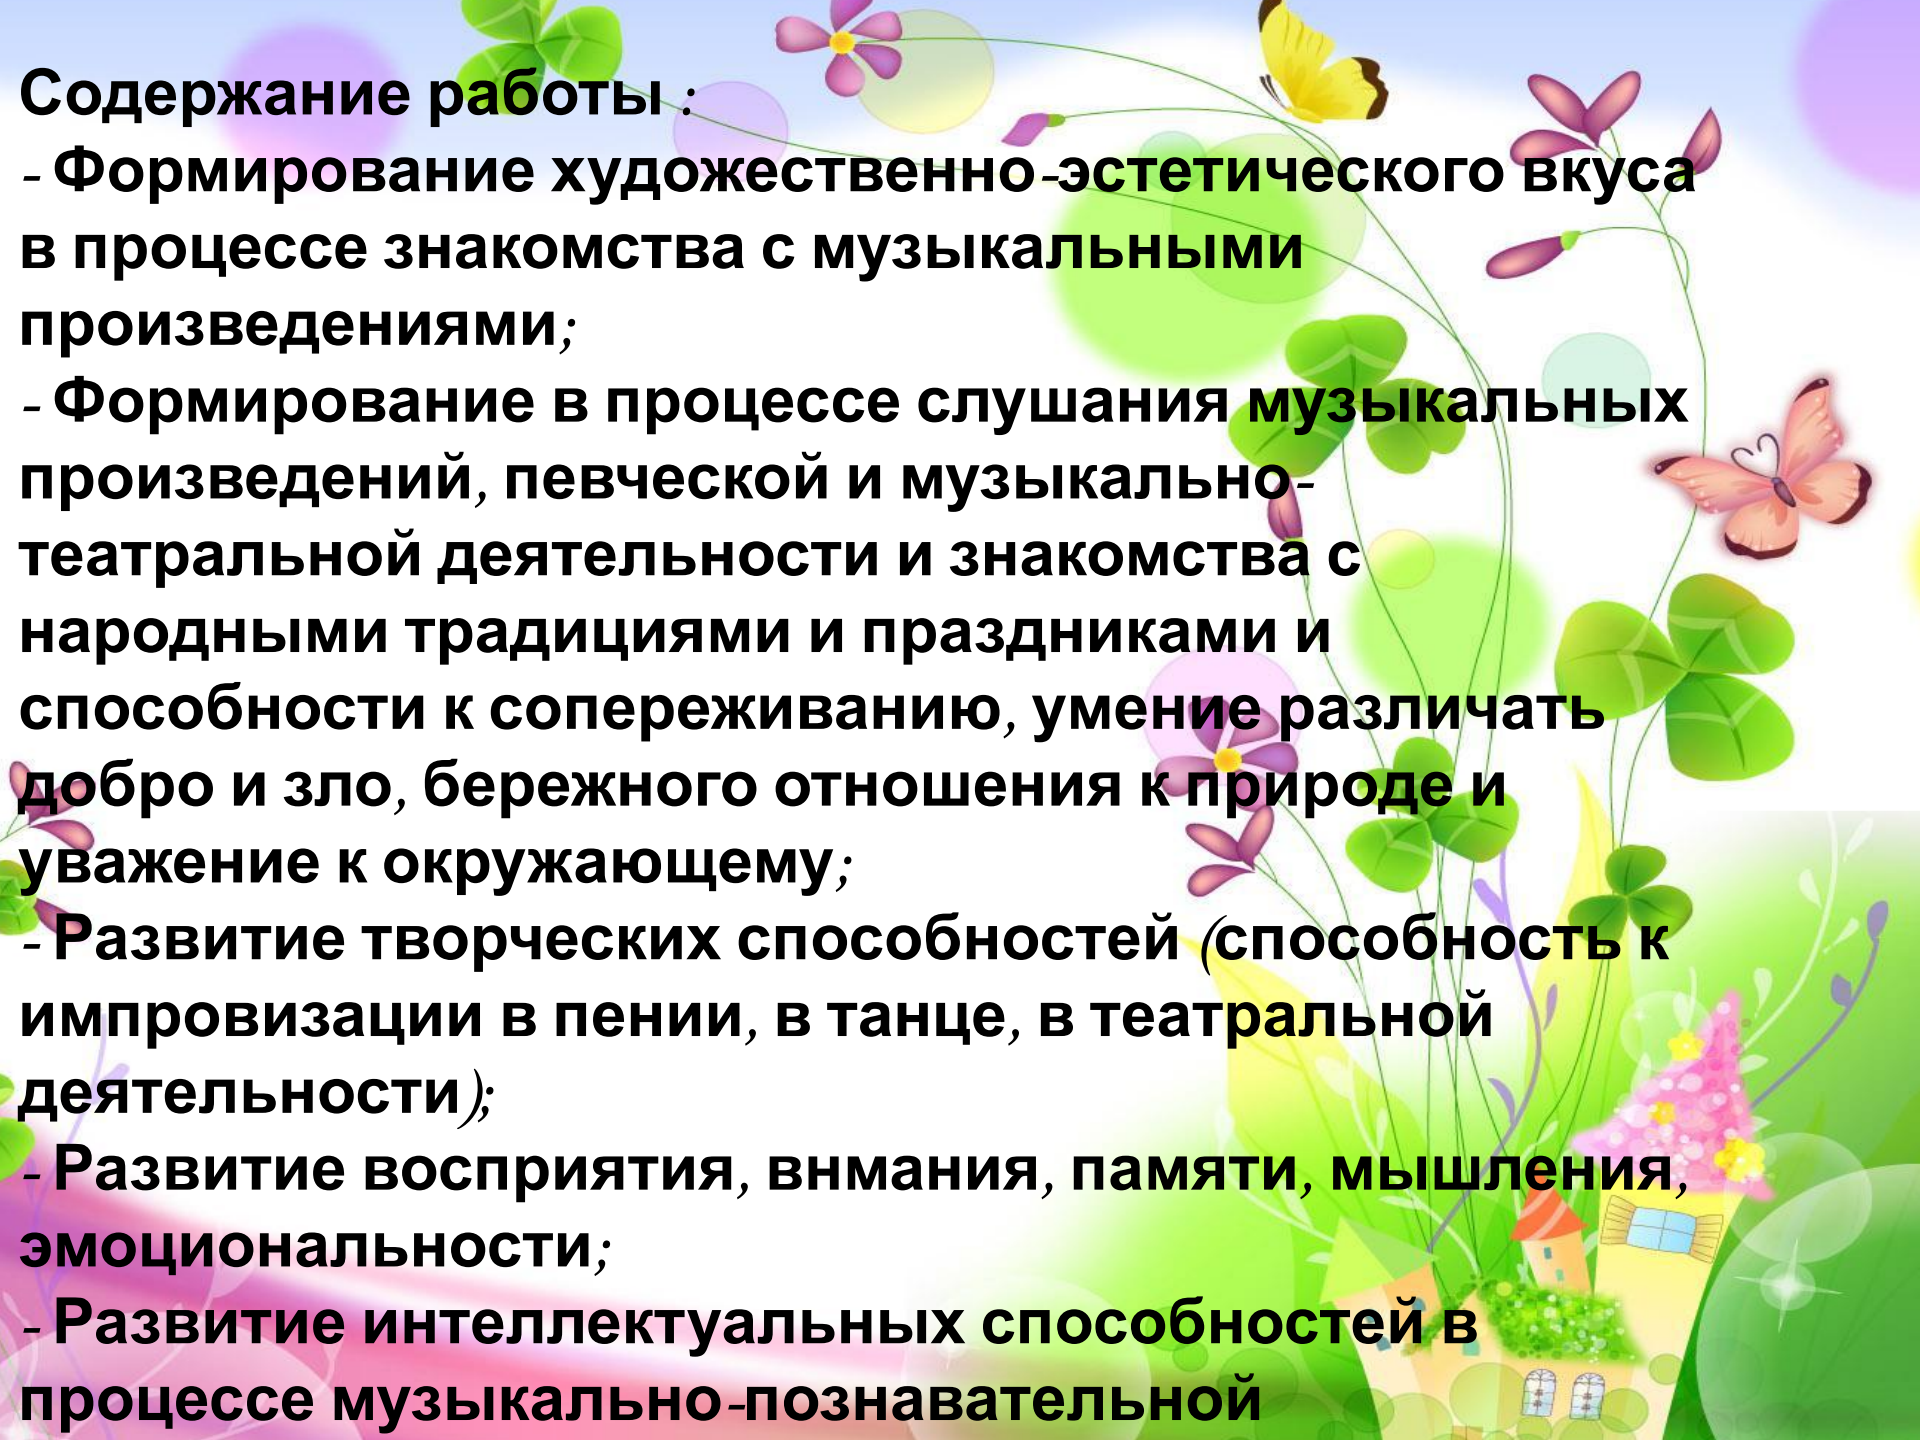 Содержание работы :
- Формирование художественно-эстетического вкуса
в процессе знакомства с музыкальными
произведениями;
- Формирование в процессе слушания музыкальных
произведений, певческой и музыкально-
театральной деятельности и знакомства с
народными традициями и праздниками и
способности к сопереживанию, умение различать
добро и зло, бережного отношения к природе и
уважение к окружающему;
- Развитие творческих способностей (способность к
импровизации в пении, в танце, в театральной
деятельности);
- Развитие восприятия, внмания, памяти, мышления,
эмоциональности;
- Развитие интеллектуальных способностей в
процессе музыкально-познавательной